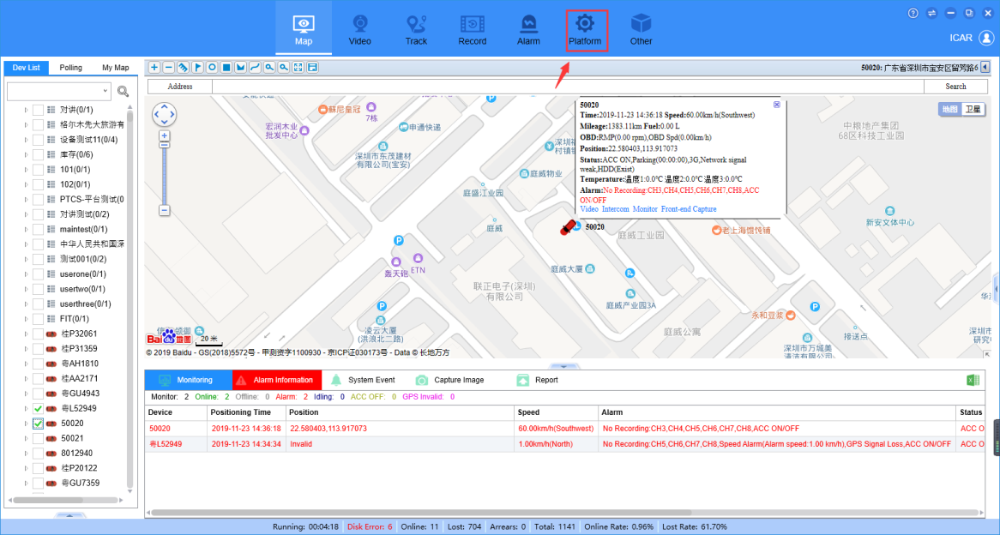 Map
Video
Track
Record
Alarm
Platform
Other
ICAR
Dev List
Polling
My Map
50020: 广东省深圳市宝安区留芳路6
Address
Search
对讲(0/1)
格尔木先大旅游有
设备测试11(0/4)
库存(0/6)
101(0/1)
102(0/1)
PTCS-平台测试(0
对讲测试(0/2)
maintest(0/1)
中华人民共和国深
测试001(0/2)
userone(0/1)
usertwo(0/1)
userthree(0/1)
FIT(0/1)
桂P32061
桂P31359
粤AH1810
桂AA2171
粤GU4943
粤L52949
50020
50021
8012940
桂P20122
粤GU7359
苏尼皇冠
7栋
宏润木业
批发中心
申通快递
深圳市东茂建材
有限公司(宝安)
庭威物业
庭盛江业园
庭威
中粮地产集团
68区科技工业园
地图
卫星
新安文体中心
老上海馄饨铺
庭威工业园
50020
庭威大厦
轰天砲
ETN
联正电子(深圳)
有限公司
庭威产业园3A
永和豆浆
凌云大厦
(洪浪北二路)
庭威公寓
接送点
深圳市万城美
50020
Time:2019-11-23 14:36:18 Speed:60.00km/h(Southwest)
Mileage:1383.11km Fuel:0.00 L
OBD:RMP(0.00 rpm),OBD Spd(0.00km/h)
Position:22.580403,113.917073
Status:ACC ON,Parking(00:00:00),3G,Network signal
weak,HDD(Exist)
Temperature:温度1:0.0℃ 温度2:0.0℃ 温度3:0.0℃
Alarm:No Recording:CH3,CH4,CH5,CH6,CH7,CH8,ACC
ON/OFF
Video Intercom Monitor Front-end Capture
Bai du 地图
20 米
© 2019 Baidu - GS(2018)5572号 - 甲测资字1100930 - 京ICP证030173号 - Data © 长地万方
Monitoring
Alarm Information
System Event
Capture Image
Report
Monitor: 2 Online: 2 Offline: 0 Alarm: 2 Idling: 0 ACC OFF: 0 GPS Invalid: 0
Device Positioning Time Position Speed Alarm Status
50020 2019-11-23 14:36:18 22.580403,113.917073 60.00km/h(Southwest) No Recording:CH3,CH4,CH5,CH6,CH7,CH8,ACC ON/OFF ACC O
粤L52949 2019-11-23 14:34:34 Invalid 1.00km/h(North) No Recording:CH5,CH6,CH7,CH8,Speed Alarm(Alarm speed:1.00 km/h),GPS Signal Loss,ACC ON/OFF ACC O
Running: 00:04:18 Disk Error: 6 Online: 11 Lost: 704 Arrears: 0 Total: 1141 Online Rate: 0.96% Lost Rate: 61.70%